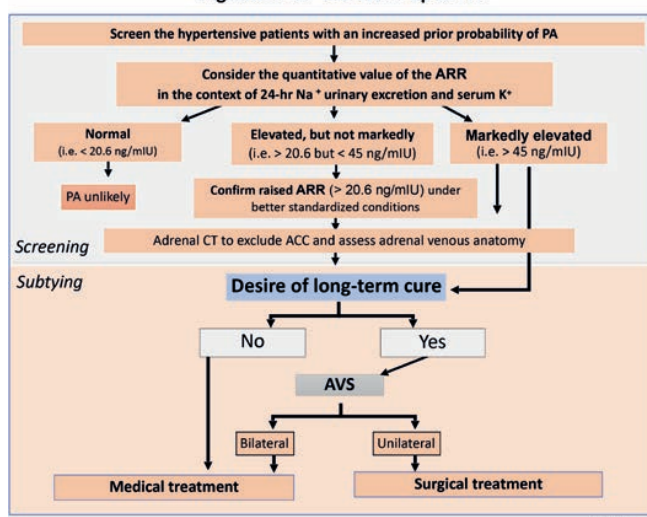 Screen the hypertensive patients with an increased prior probability of PA
Consider the quantitative value of the ARR
in the context of 24-hr Na⁺ urinary excretion and serum K⁺
Normal
(i.e. < 20.6 ng/mIU)
Elevated, but not markedly
(i.e. > 20.6 but < 45 ng/mIU)
Markedly elevated
(i.e. > 45 ng/mIU)
PA unlikely
Confirm raised ARR (> 20.6 ng/mIU) under
better standardized conditions
Adrenal CT to exclude ACC and assess adrenal venous anatomy
Screening
Subtying
Desire of long-term cure
No
Yes
AVS
Bilateral
Unilateral
Medical treatment
Surgical treatment